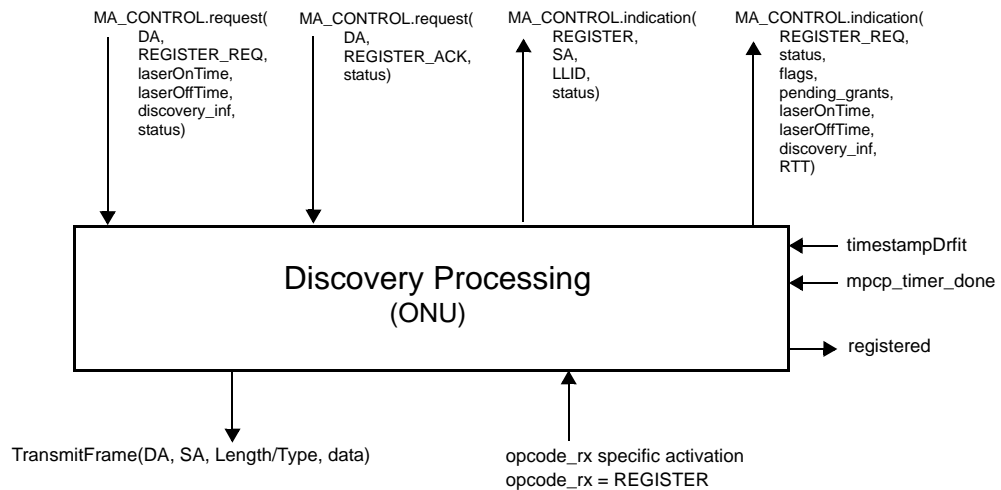 MA_CONTROL.request(
DA,
REGISTER_REQ,
laserOnTime,
laserOffTime,
discovery_inf,
status)
MA_CONTROL.request(
DA,
REGISTER_ACK,
status)
MA_CONTROL.indication(
REGISTER,
SA,
LLID,
status)
MA_CONTROL.indication(
REGISTER_REQ,
status,
flags,
pending_grants,
laserOnTime,
laserOffTime,
discovery_inf,
RTT)
Discovery Processing
(ONU)
timestampDrfit
mpcp_timer_done
registered
TransmitFrame(DA, SA, Length/Type, data)
opcode_rx specific activation
opcode_rx = REGISTER